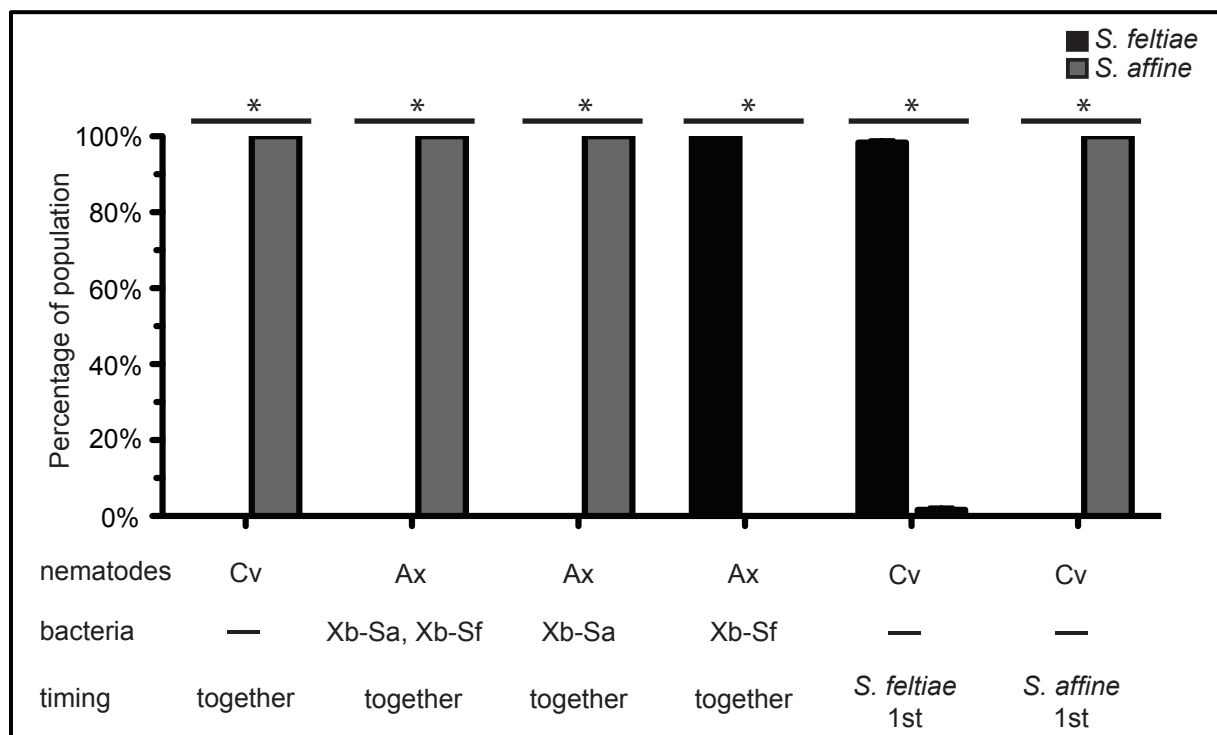 S. feltiae
S. affine
* * * * * *
Percentage of population
100%
80%
60%
40%
20%
0%
nematodes Cv Ax Ax Ax Cv Cv
bacteria — Xb-Sa, Xb-Sf Xb-Sa Xb-Sf — —
timing together together together together S. feltiae 1st S. affine 1st